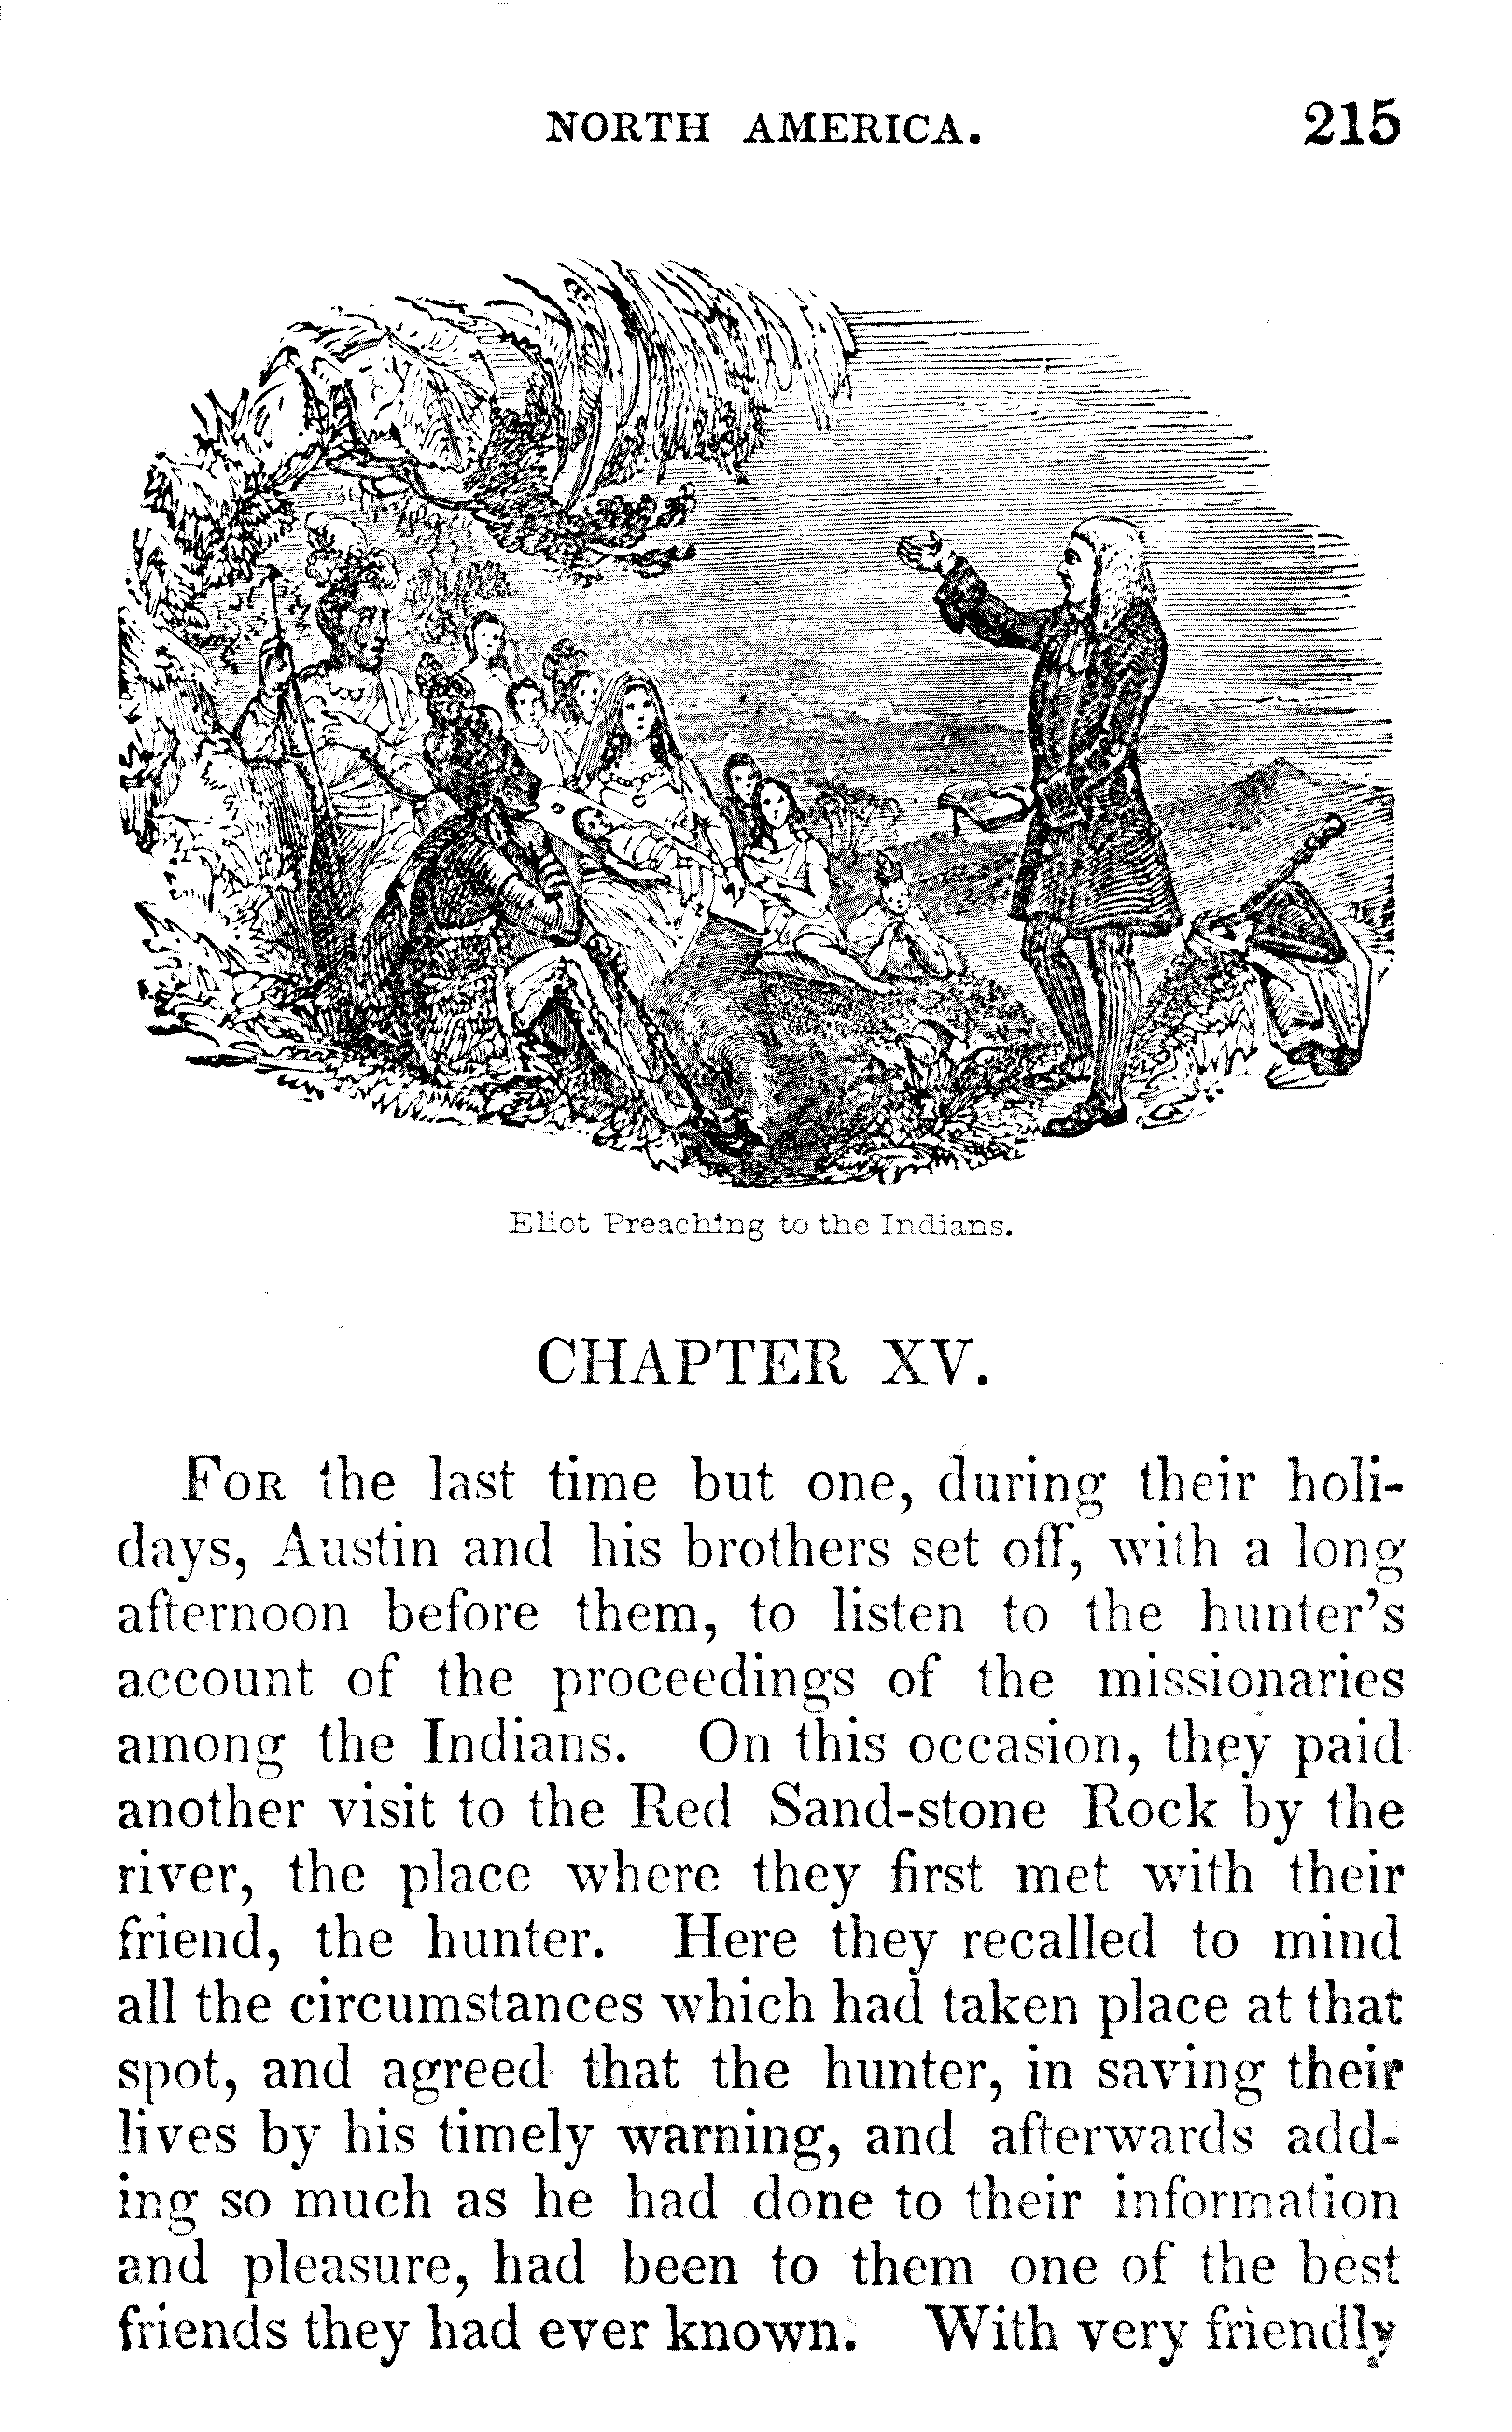 NORTH AMERICA. 215
Eliot Preaching to the Indians.
CHAPTER XV.
FOR the last time but one, during their holi-
days, Austin and his brothers set off, with a long
afternoon before them, to listen to the hunter's
account of the proceedings of the missionaries
among the Indians. On this occasion, they paid
another visit to the Red Sand-stone Rock by the
river, the place where they first met with their
friend, the hunter. Here they recalled to mind
all the circumstances which had taken place at that
spot, and agreed that the hunter, in saving their
lives by his timely warning, and afterwards add-
ing so much as he had done to their information
and pleasure, had been to them one of the best
friends they had ever known. With very friendly